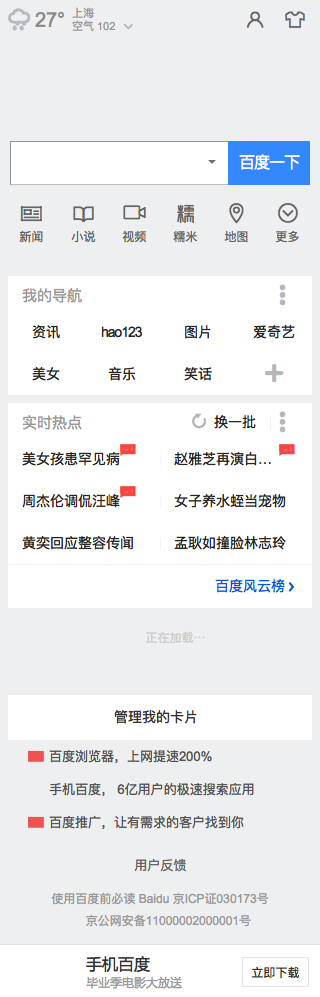 27° 上海
空气 102
百度一下
新闻 小说 视频 糯米 地图 更多
我的导航
资讯 hao123 图片 爱奇艺
美女 音乐 笑话
实时热点 换一批
美女孩患罕见病 赵雅芝再演白...
周杰伦调侃汪峰 女子养水蛭当宠物
黄奕回应整容传闻 孟耿如撞脸林志玲
百度风云榜
正在加载...
管理我的卡片
百度浏览器，上网提速200%
手机百度， 6亿用户的极速搜索应用
百度推广，让有需求的客户找到你
用户反馈
使用百度前必读 Baidu 京ICP证030173号
京公网安备11000002000001号
手机百度
毕业季电影大放送
立即下载